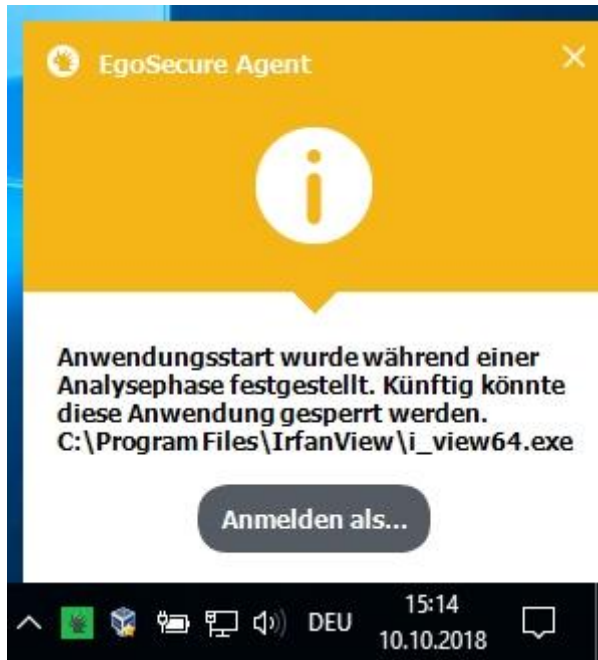 EgoSecure Agent
Anwendungsstart wurde während einer
Analysephase festgestellt. Künftig könnte
diese Anwendung gesperrt werden.
C:\Program Files\IrfanView\i_view64.exe
Anmelden als...
DEU
15:14
10.10.2018